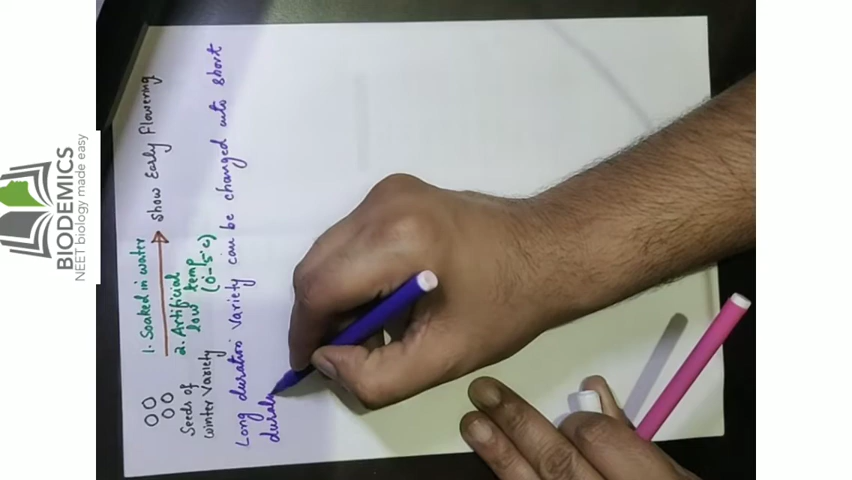 BIODEMICS
NEET biology made easy
1. Soaked in water
2. Artificial
low temp
(0-5°c)
Show Early Flowering
Seeds of
winter variety
Long duration variety can be changed into short